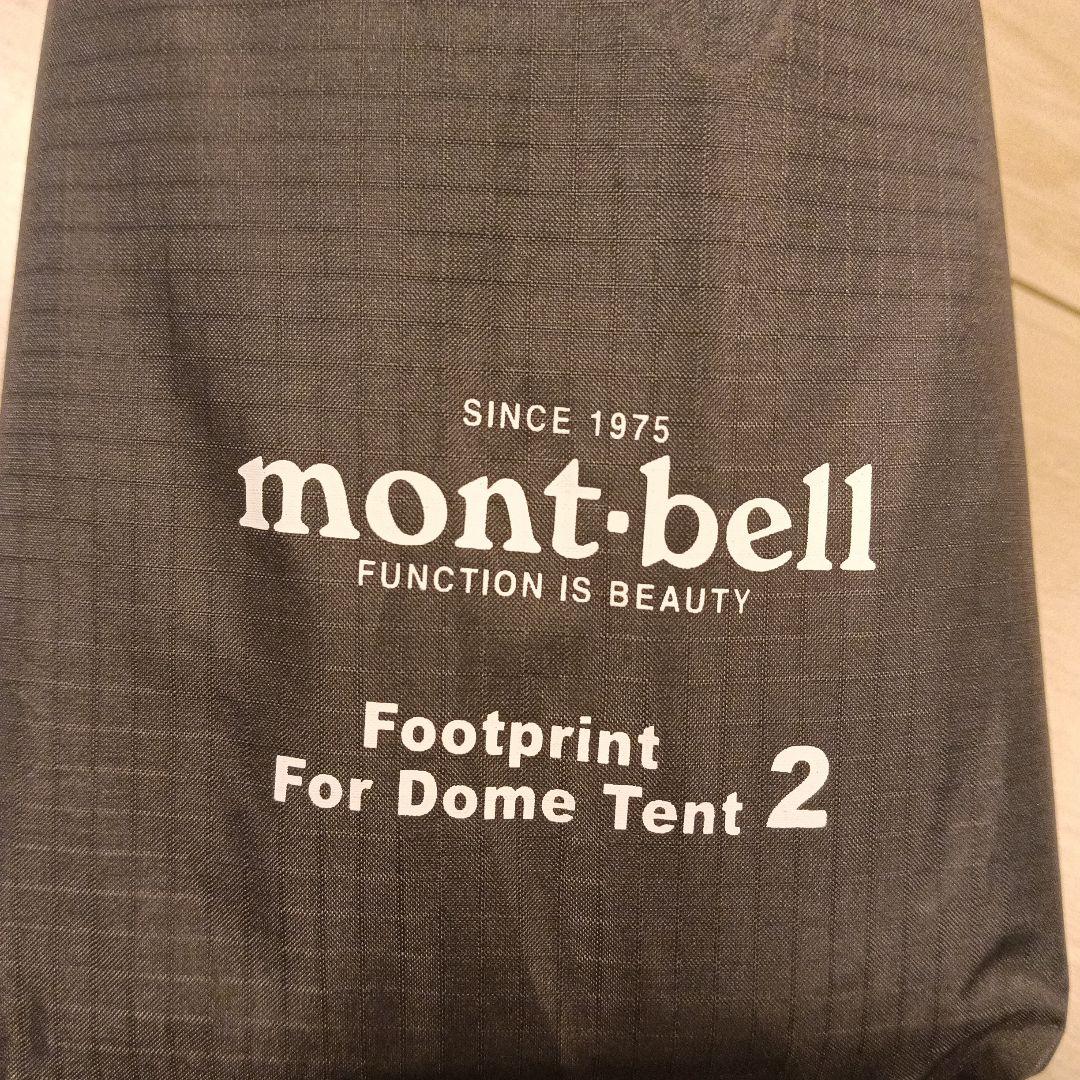 SINCE 1975
mont·bell
FUNCTION IS BEAUTY
Footprint
For Dome Tent 2